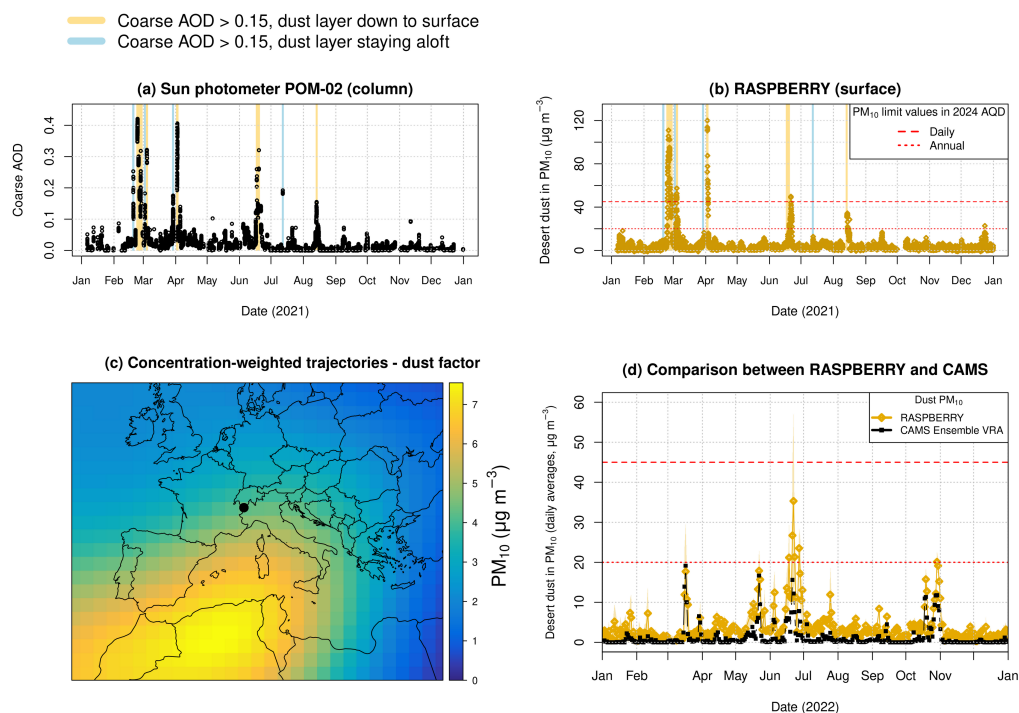 Coarse AOD > 0.15, dust layer down to surface
Coarse AOD > 0.15, dust layer staying aloft
(a) Sun photometer POM-02 (column)
Coarse AOD
0.4
0.3
0.2
0.1
0.0
Jan Feb Mar Apr May Jun Jul Aug Sep Oct Nov Dec Jan
Date (2021)
(b) RASPBERRY (surface)
Desert dust in PM₁₀ (µg m⁻³)
120
80
40
0
PM₁₀ limit values in 2024 AQD
Daily
Annual
Jan Feb Mar Apr May Jun Jul Aug Sep Oct Nov Dec Jan
Date (2021)
(c) Concentration-weighted trajectories - dust factor
7
6
5
4
3
2
1
0
PM₁₀ (µg m⁻³)
(d) Comparison between RASPBERRY and CAMS
Desert dust in PM₁₀ (daily averages, µg m⁻³)
60
50
40
30
20
10
0
Dust PM₁₀
RASPBERRY
CAMS Ensemble VRA
Jan Feb Apr May Jun Jul Aug Sep Oct Nov Jan
Date (2022)